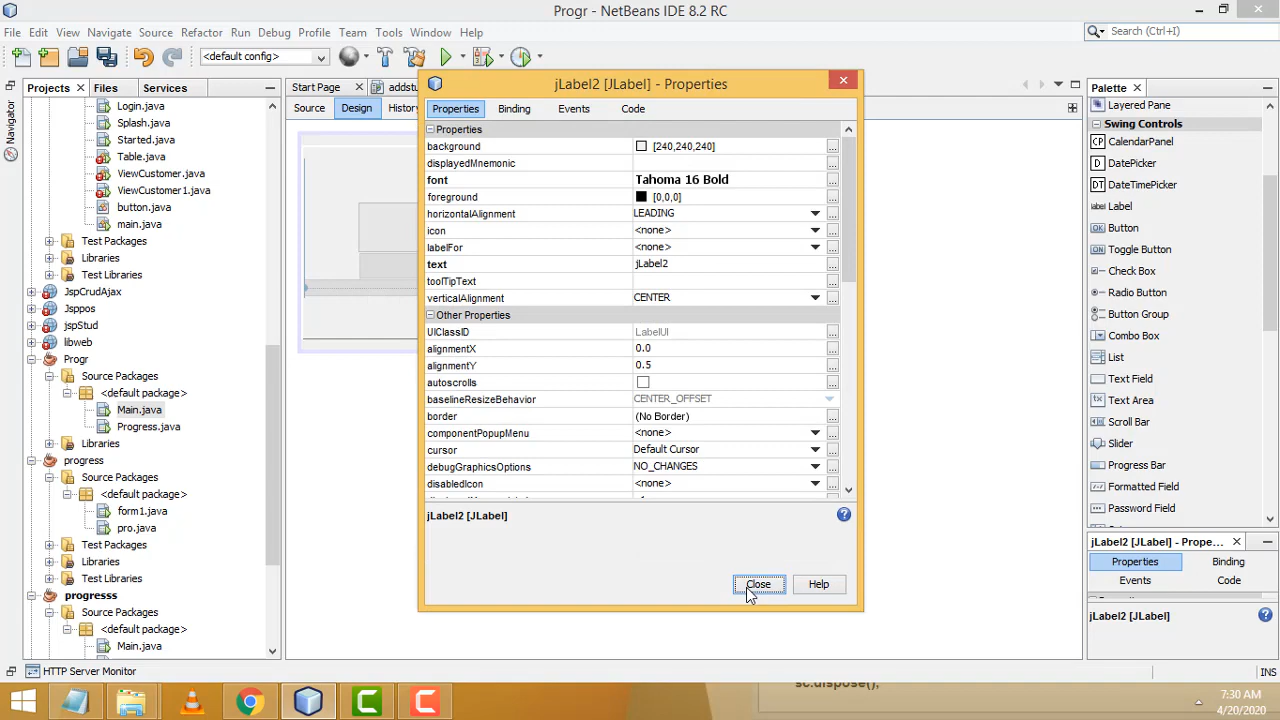 Progr - NetBeans IDE 8.2 RC
File Edit View Navigate Source Refactor Run Debug Profile Team Tools Window Help
Search (Ctrl+I)
<default config>
Projects Files Services
Navigator
Login.java
Splash.java
Started.java
Table.java
ViewCustomer.java
ViewCustomer1.java
button.java
main.java
Test Packages
Libraries
Test Libraries
JspCrudAjax
Jsppos
jspStud
libweb
Progr
Source Packages
<default package>
Main.java
Progress.java
Libraries
progress
Source Packages
<default package>
form1.java
pro.java
Test Packages
Libraries
Test Libraries
progresss
Source Packages
<default package>
Main.java
Start Page
addstu
Source Design History
jLabel2 [JLabel] - Properties
Properties Binding Events Code
Properties
background [240,240,240]
displayedMnemonic
font Tahoma 16 Bold
foreground [0,0,0]
horizontalAlignment LEADING
icon <none>
labelFor <none>
text jLabel2
toolTipText
verticalAlignment CENTER
Other Properties
UIClassID LabelUI
alignmentX 0.0
alignmentY 0.5
autoscrolls
baselineResizeBehavior CENTER_OFFSET
border (No Border)
componentPopupMenu <none>
cursor Default Cursor
debugGraphicsOptions NO_CHANGES
disabledIcon <none>
jLabel2 [JLabel]
Close Help
Palette
Layered Pane
Swing Controls
CP CalendarPanel
D DatePicker
DT DateTimePicker
label Label
OK Button
Toggle Button
Check Box
Radio Button
Button Group
Combo Box
List
Text Field
Text Area
Scroll Bar
Slider
Progress Bar
Formatted Field
Password Field
jLabel2 [JLabel] - Prope...
Properties Binding
Events Code
jLabel2 [JLabel]
HTTP Server Monitor
INS
sc.dispose();
7:30 AM
4/20/2020